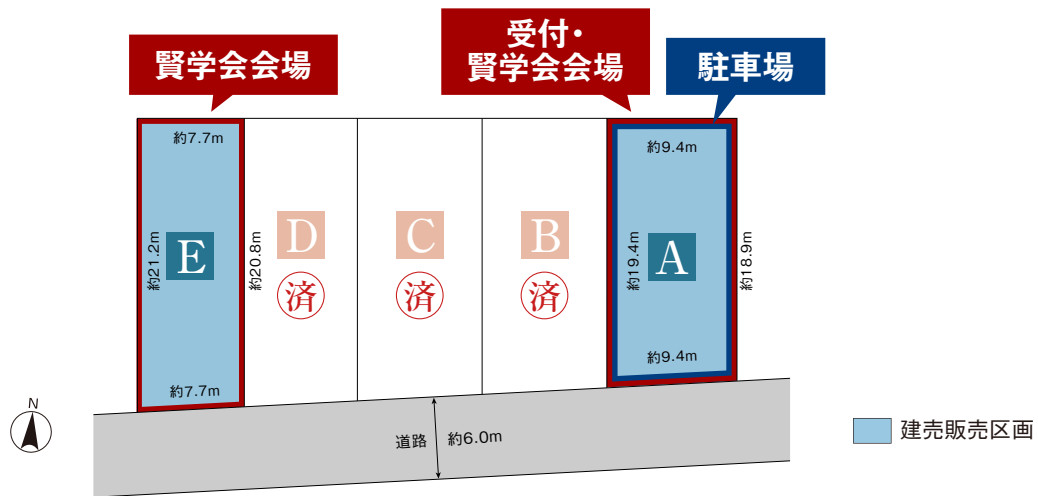 賢学会会場
受付・
賢学会会場
駐車場
約7.7m
約9.4m
約21.2m
E
約20.8m
D
済
C
済
B
済
約19.4m
A
約18.9m
約7.7m
約9.4m
N
道路 約6.0m
建売販売区画